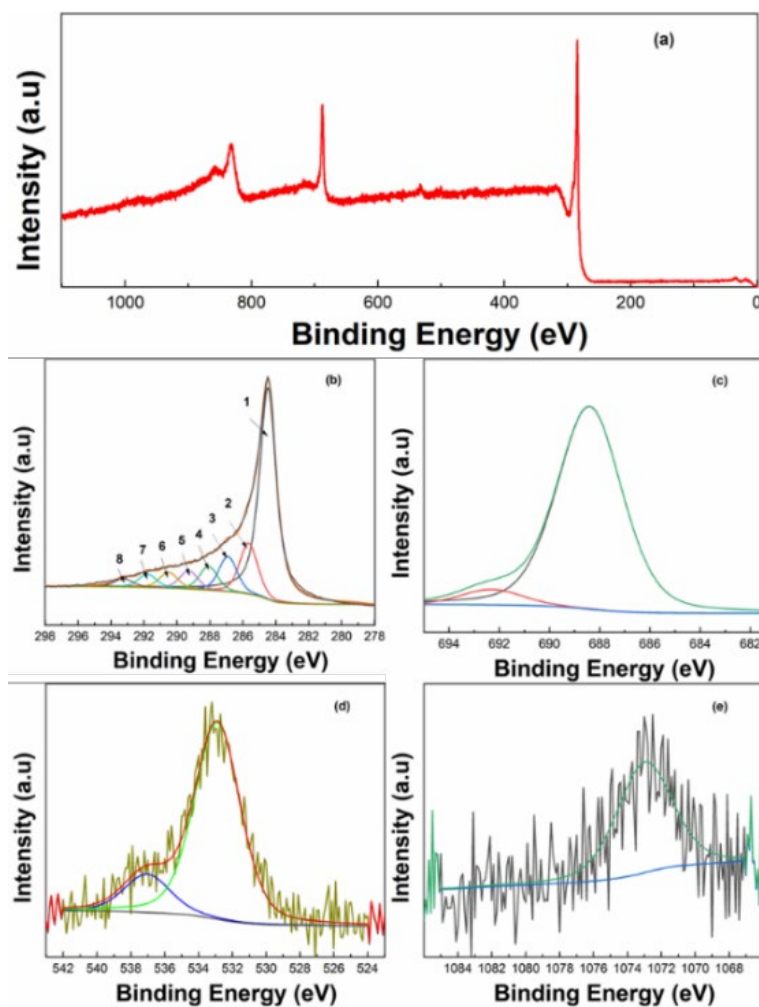 (a)
Intensity (a.u)
1000 800 600 400 200 0
Binding Energy (eV)
(b)
1
2
3
4
5
6
7
8
Intensity (a.u)
298 296 294 292 290 288 286 284 282 280 278
Binding Energy (eV)
(c)
Intensity (a.u)
694 692 690 688 686 684 682
Binding Energy (eV)
(d)
Intensity (a.u)
542 540 538 536 534 532 530 528 526 524
Binding Energy (eV)
(e)
Intensity (a.u)
1084 1082 1080 1078 1076 1074 1072 1070 1068
Binding Energy (eV)